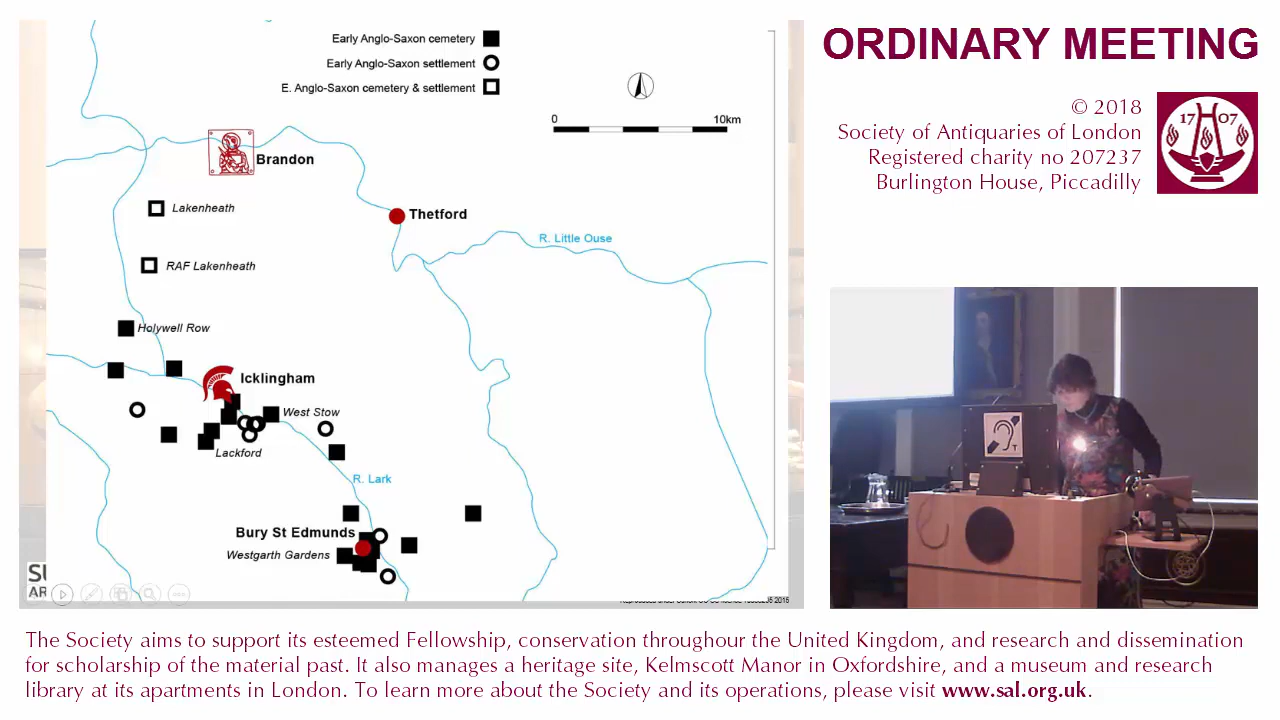 Early Anglo-Saxon cemetery
Early Anglo-Saxon settlement
E. Anglo-Saxon cemetery & settlement
0 10km
Brandon
Lakenheath
Thetford
R. Little Ouse
RAF Lakenheath
Holywell Row
Icklingham
West Stow
Lackford
R. Lark
Bury St Edmunds
Westgarth Gardens
ORDINARY MEETING
© 2018
Society of Antiquaries of London
Registered charity no 207237
Burlington House, Piccadilly
17 07
T
The Society aims to support its esteemed Fellowship, conservation throughour the United Kingdom, and research and dissemination
for scholarship of the material past. It also manages a heritage site, Kelmscott Manor in Oxfordshire, and a museum and research
library at its apartments in London. To learn more about the Society and its operations, please visit www.sal.org.uk.